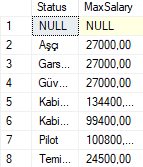 Status MaxSalary
1 NULL NULL
2 Aşçı 27000,00
3 Gars... 27000,00
4 Güv... 27000,00
5 Kabi... 134400,...
6 Kabi... 99400,00
7 Pilot 100800,...
8 Temi... 24500,00